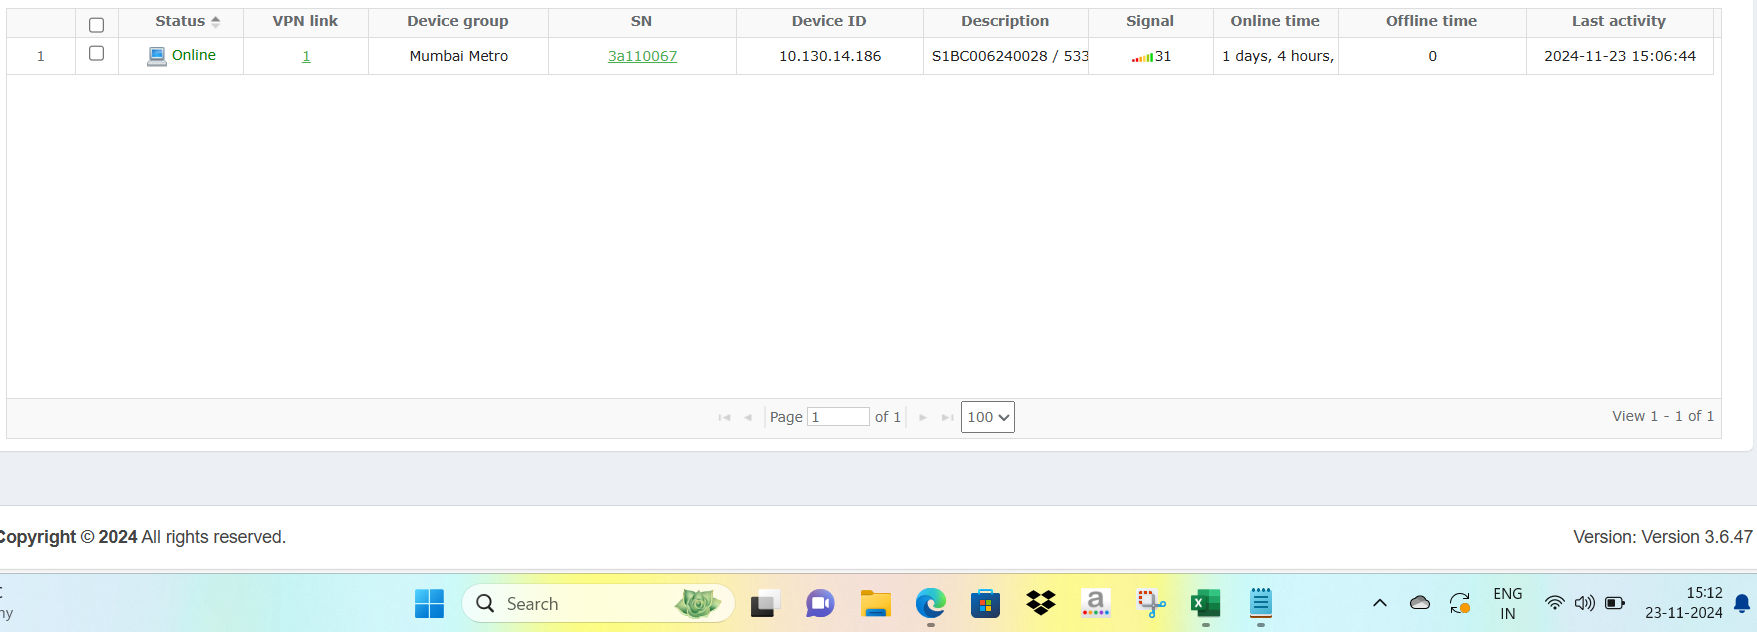 Status VPN link Device group SN Device ID Description Signal Online time Offline time Last activity
1 Online 1 Mumbai Metro 3a110067 10.130.14.186 S1BC006240028 / 533 31 1 days, 4 hours, 0 2024-11-23 15:06:44
Page 1 of 1 100 View 1 - 1 of 1
Copyright © 2024 All rights reserved. Version: Version 3.6.47
Search a ENG 15:12
IN 23-11-2024